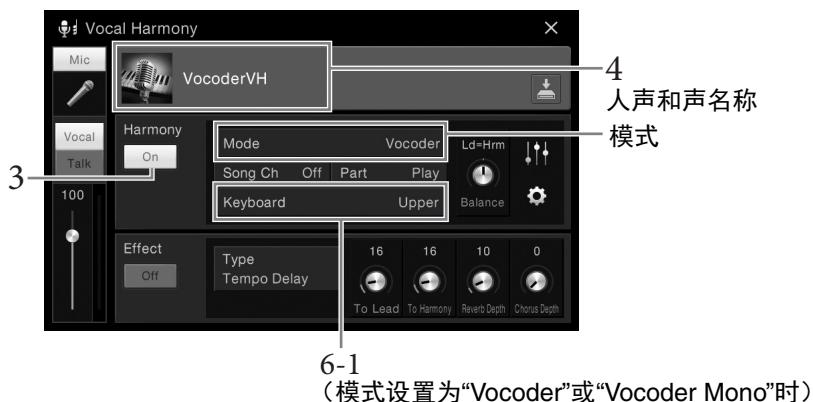 Vocal Harmony
Mic
VocoderVH
4
人声和声名称
Vocal
Talk
Harmony
On
3
Mode Vocoder
模式
Song Ch Off Part Play
Keyboard Upper
Ld=Hrm
Balance
100
Effect
Off
Type
Tempo Delay
16 16 10 0
To Lead To Harmony Reverb Depth Chorus Depth
6-1
（模式设置为“Vocoder”或“Vocoder Mono”时）